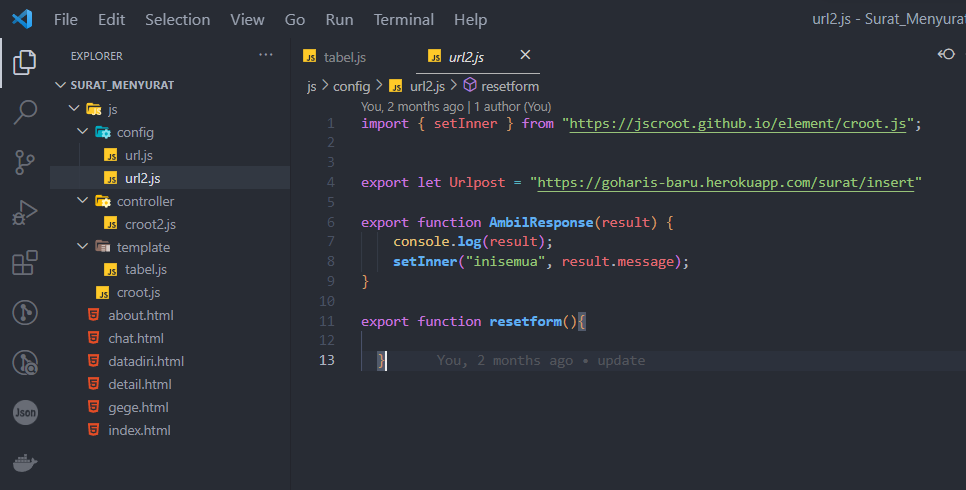 File Edit Selection View Go Run Terminal Help url2.js - Surat_Menyurat
EXPLORER ...
SURAT_MENYURAT
js
config
url.js
url2.js
controller
croot2.js
template
tabel.js
croot.js
about.html
chat.html
datadiri.html
detail.html
gege.html
index.html
Json
tabel.js url2.js
js > config > url2.js > resetform
You, 2 months ago | 1 author (You)
1 import { setInner } from "https://jscroot.github.io/element/croot.js";
2
3
4 export let Urlpost = "https://goharis-baru.herokuapp.com/surat/insert"
5
6 export function AmbilResponse(result) {
7 console.log(result);
8 setInner("inisemua", result.message);
9 }
10
11 export function resetform(){
12
13 } You, 2 months ago • update